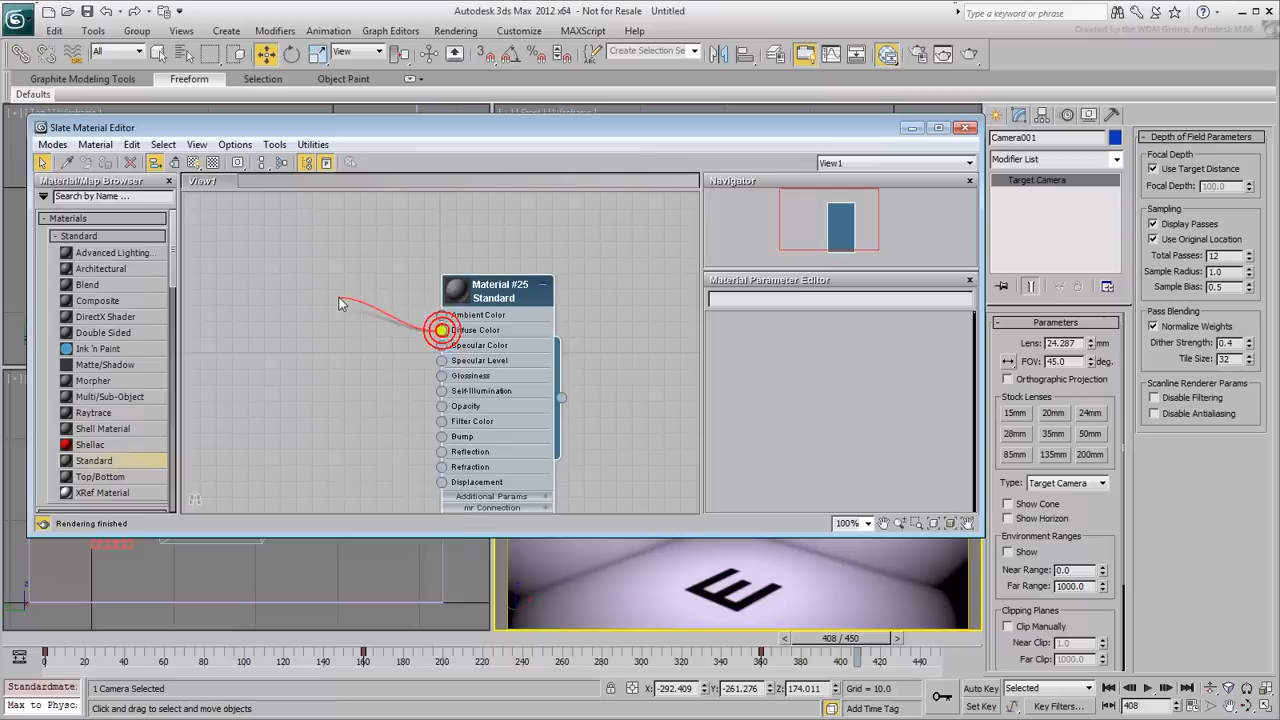 Autodesk 3ds Max 2012 x64 - Not for Resale Untitled
Type a keyword or phrase
Created by the WDM Group, Autodesk M&E
Edit Tools Group Views Create Modifiers Animation Graph Editors Rendering Customize MAXScript Help
All
View
Create Selection Se
Graphite Modeling Tools Freeform Selection Object Paint
Defaults
Slate Material Editor
Modes Material Edit Select View Options Tools Utilities
View1
Material/Map Browser
Search by Name ...
- Materials
- Standard
Advanced Lighting...
Architectural
Blend
Composite
DirectX Shader
Double Sided
Ink 'n Paint
Matte/Shadow
Morpher
Multi/Sub-Object
Raytrace
Shell Material
Shellac
Standard
Top/Bottom
XRef Material
View1
Material #25
Standard
Ambient Color
Diffuse Color
Specular Color
Specular Level
Glossiness
Self-Illumination
Opacity
Filter Color
Bump
Reflection
Refraction
Displacement
Additional Params +
mr Connection +
Navigator
Material Parameter Editor
Rendering finished
100%
Camera001
Modifier List
Target Camera
- Parameters
Lens: 24.287 mm
FOV: 45.0 deg.
Orthographic Projection
Stock Lenses
15mm 20mm 24mm
28mm 35mm 50mm
85mm 135mm 200mm
Type: Target Camera
Show Cone
Show Horizon
Environment Ranges
Show
Near Range: 0.0
Far Range: 1000.0
Clipping Planes
Clip Manually
Near Clip: 1.0
Far Clip: 1000.0
- Depth of Field Parameters
Focal Depth
Use Target Distance
Focal Depth: 100.0
Sampling
Display Passes
Use Original Location
Total Passes: 12
Sample Radius: 1.0
Sample Bias: 0.5
Pass Blending
Normalize Weights
Dither Strength: 0.4
Tile Size: 32
Scanline Renderer Params
Disable Filtering
Disable Antialiasing
E
< 408 / 450 >
0 20 40 60 80 100 120 140 160 180 200 220 240 260 280 300 320 340 360 380 400 420 440
Standardmate
Max to Physc
1 Camera Selected
X: -292.409 Y: -261.276 Z: 174.011 Grid = 10.0
Click and drag to select and move objects
Add Time Tag
Auto Key Selected
Set Key Key Filters...
408